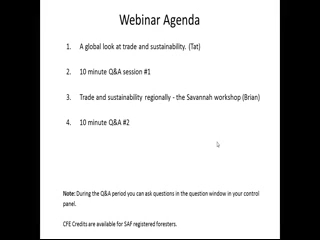 Webinar Agenda
1. A global look at trade and sustainability. (Tat)
2. 10 minute Q&A session #1
3. Trade and sustainability regionally - the Savannah workshop (Brian)
4. 10 minute Q&A #2
Note: During the Q&A period you can ask questions in the question window in your control
panel.
CFE Credits are available for SAF registered foresters.